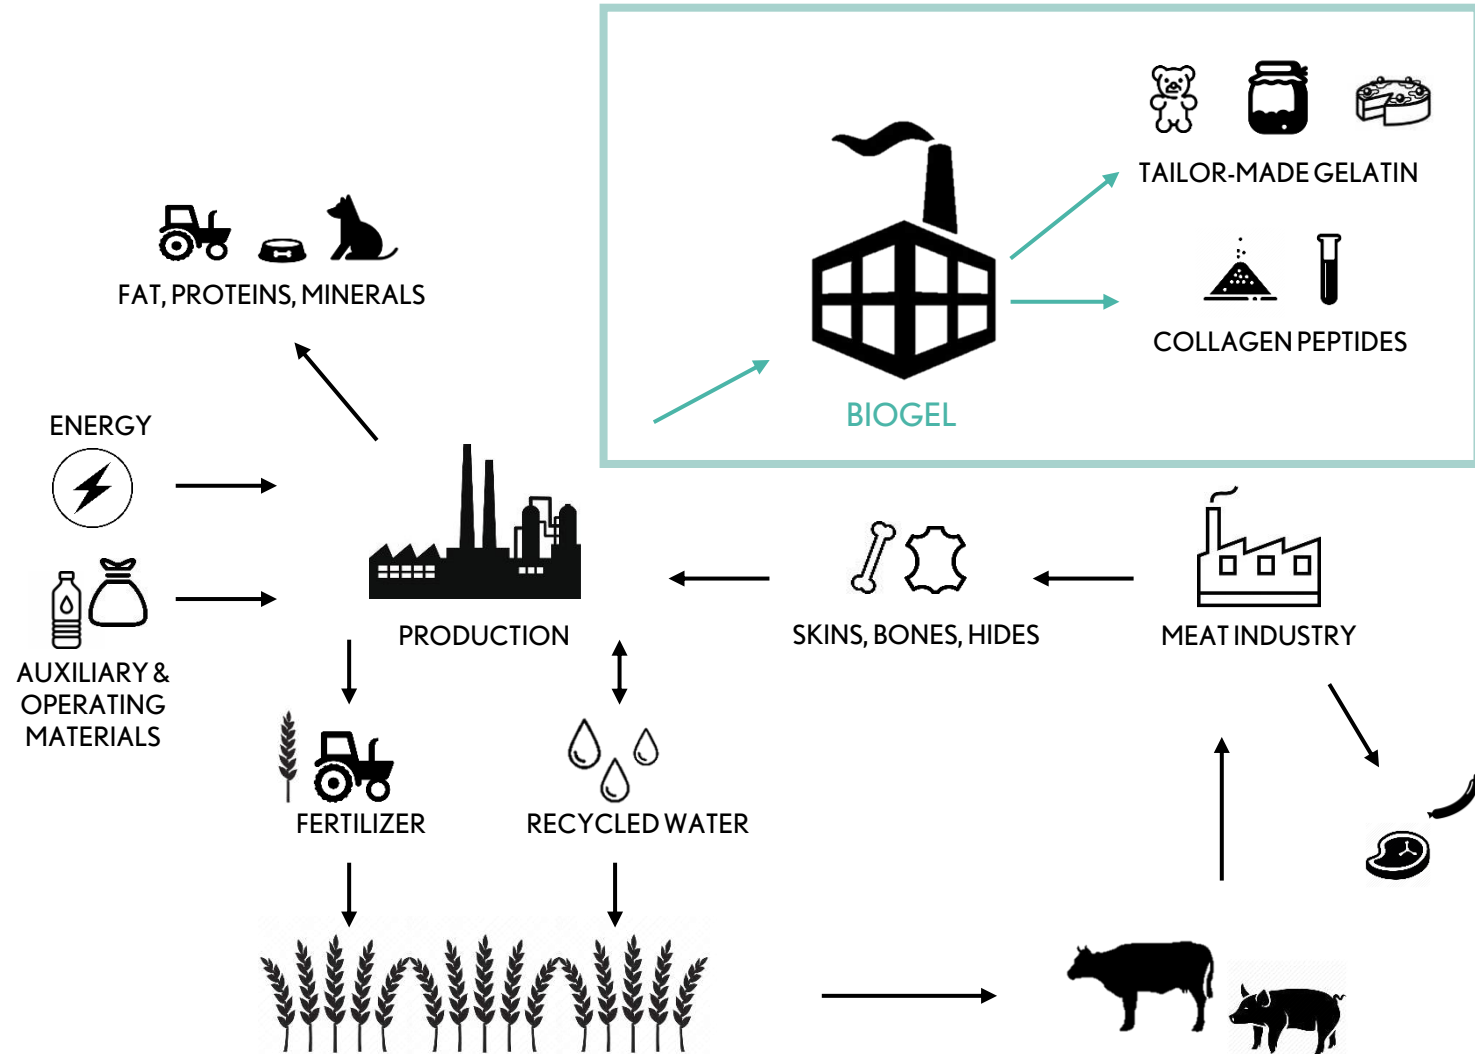 TAILOR-MADE GELATIN
COLLAGEN PEPTIDES
BIOGEL
FAT, PROTEINS, MINERALS
ENERGY
AUXILIARY &
OPERATING
MATERIALS
PRODUCTION
SKINS, BONES, HIDES
MEAT INDUSTRY
FERTILIZER
RECYCLED WATER